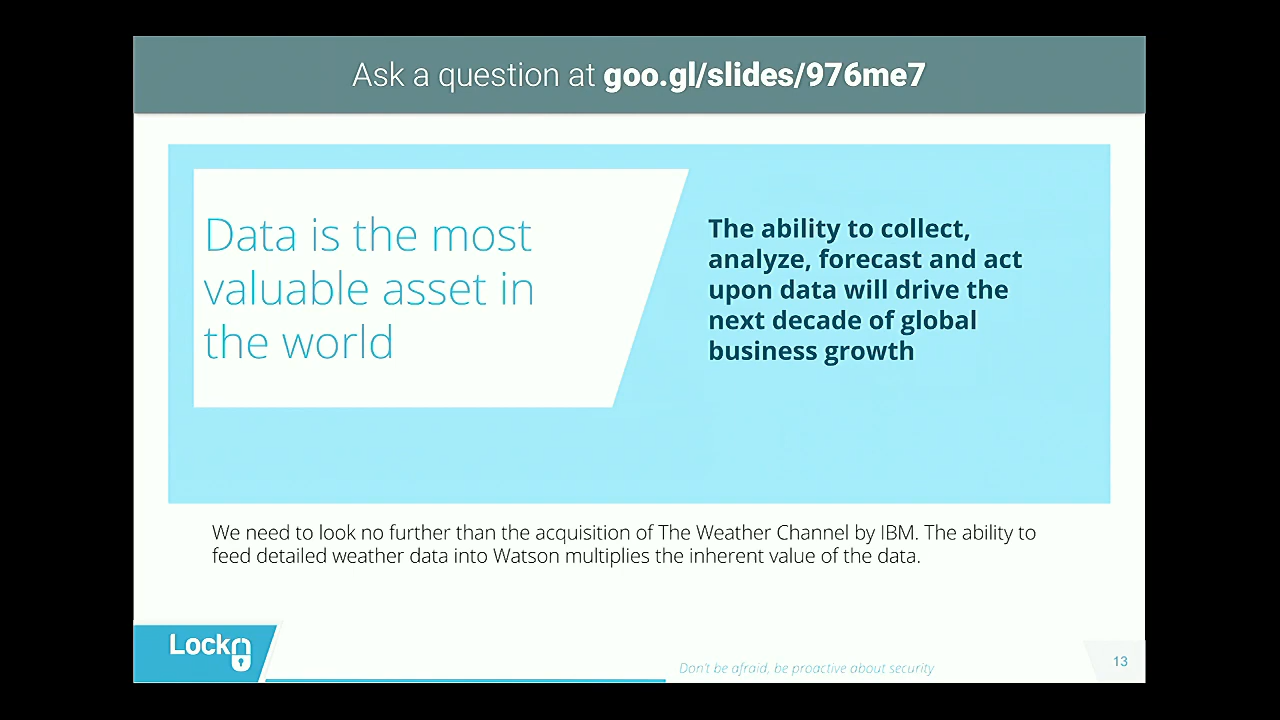 Ask a question at goo.gl/slides/976me7
Data is the most
valuable asset in
the world
The ability to collect,
analyze, forecast and act
upon data will drive the
next decade of global
business growth
We need to look no further than the acquisition of The Weather Channel by IBM. The ability to
feed detailed weather data into Watson multiplies the inherent value of the data.
Lock
Don't be afraid, be proactive about security.
13